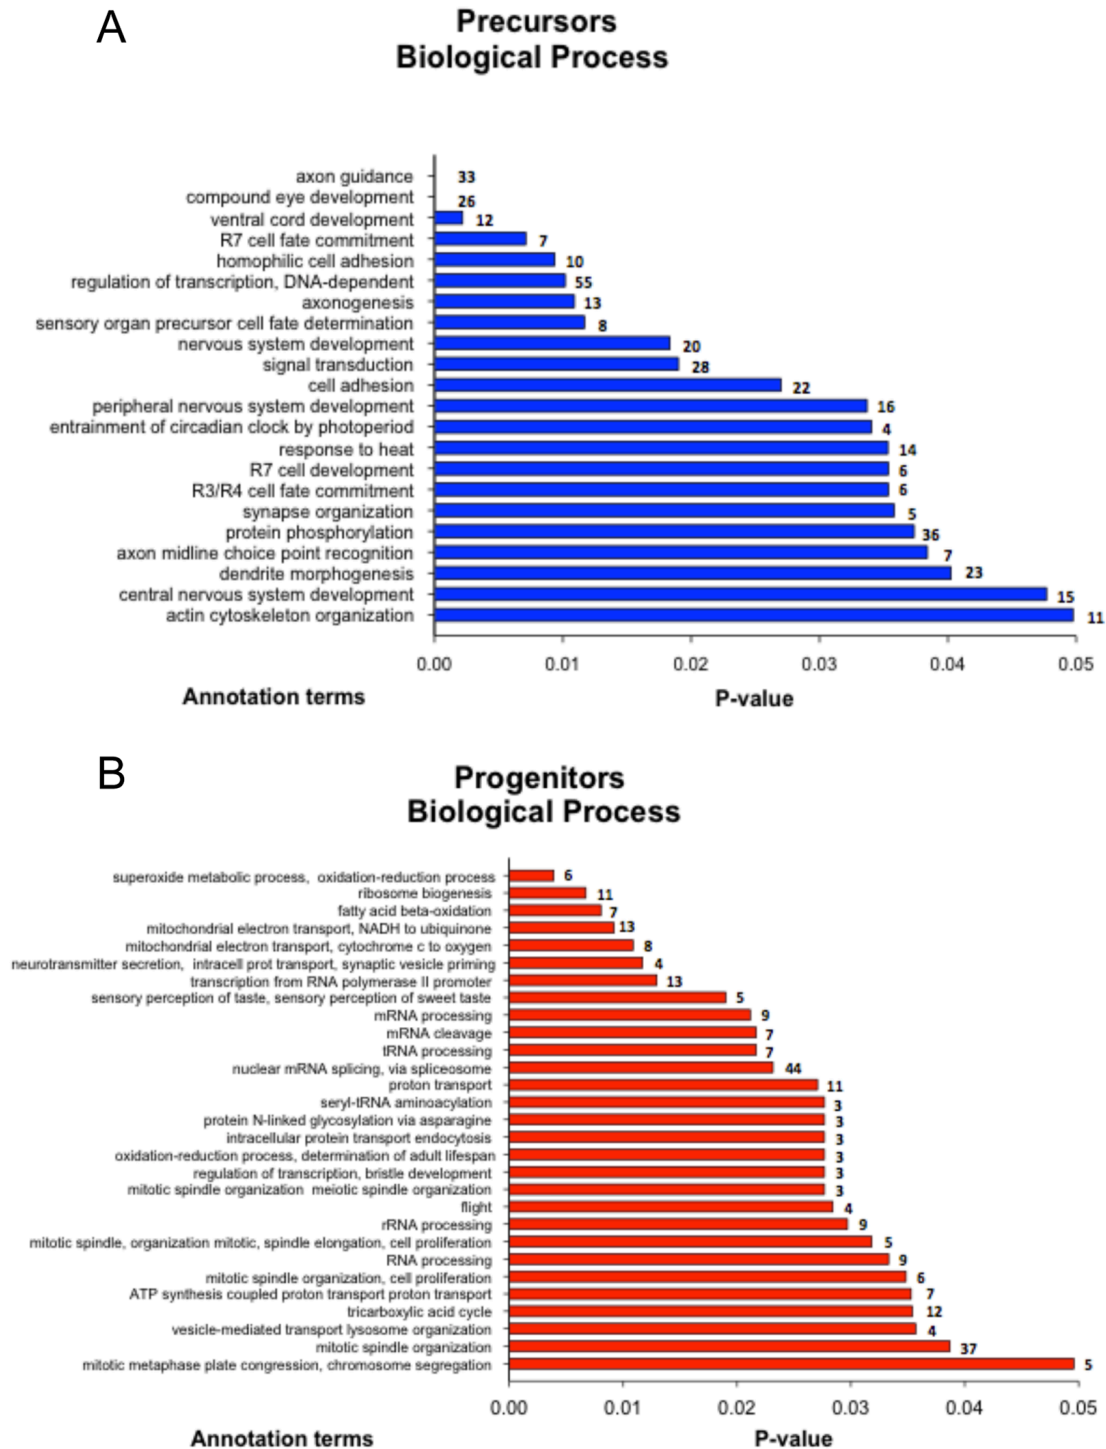 A
Precursors
Biological Process
axon guidance 33
compound eye development 26
ventral cord development 12
R7 cell fate commitment 7
homophilic cell adhesion 10
regulation of transcription, DNA-dependent 55
axonogenesis 13
sensory organ precursor cell fate determination 8
nervous system development 20
signal transduction 28
cell adhesion 22
peripheral nervous system development 16
entrainment of circadian clock by photoperiod 4
response to heat 14
R7 cell development 6
R3/R4 cell fate commitment 6
synapse organization 5
protein phosphorylation 36
axon midline choice point recognition 7
dendrite morphogenesis 23
central nervous system development 15
actin cytoskeleton organization 11
0.00 0.01 0.02 0.03 0.04 0.05
Annotation terms P-value
B
Progenitors
Biological Process
superoxide metabolic process, oxidation-reduction process 6
ribosome biogenesis 11
fatty acid beta-oxidation 7
mitochondrial electron transport, NADH to ubiquinone 13
mitochondrial electron transport, cytochrome c to oxygen 8
neurotransmitter secretion, intracell prot transport, synaptic vesicle priming 4
transcription from RNA polymerase II promoter 13
sensory perception of taste, sensory perception of sweet taste 5
mRNA processing 9
mRNA cleavage 7
tRNA processing 7
nuclear mRNA splicing, via spliceosome 44
proton transport 11
seryl-tRNA aminoacylation 3
protein N-linked glycosylation via asparagine 3
intracellular protein transport endocytosis 3
oxidation-reduction process, determination of adult lifespan 3
regulation of transcription, bristle development 3
mitotic spindle organization meiotic spindle organization 3
flight 4
rRNA processing 9
mitotic spindle, organization mitotic, spindle elongation, cell proliferation 5
RNA processing 9
mitotic spindle organization, cell proliferation 6
ATP synthesis coupled proton transport proton transport 7
tricarboxylic acid cycle 12
vesicle-mediated transport lysosome organization 4
mitotic spindle organization 37
mitotic metaphase plate congression, chromosome segregation 5
0.00 0.01 0.02 0.03 0.04 0.05
Annotation terms P-value